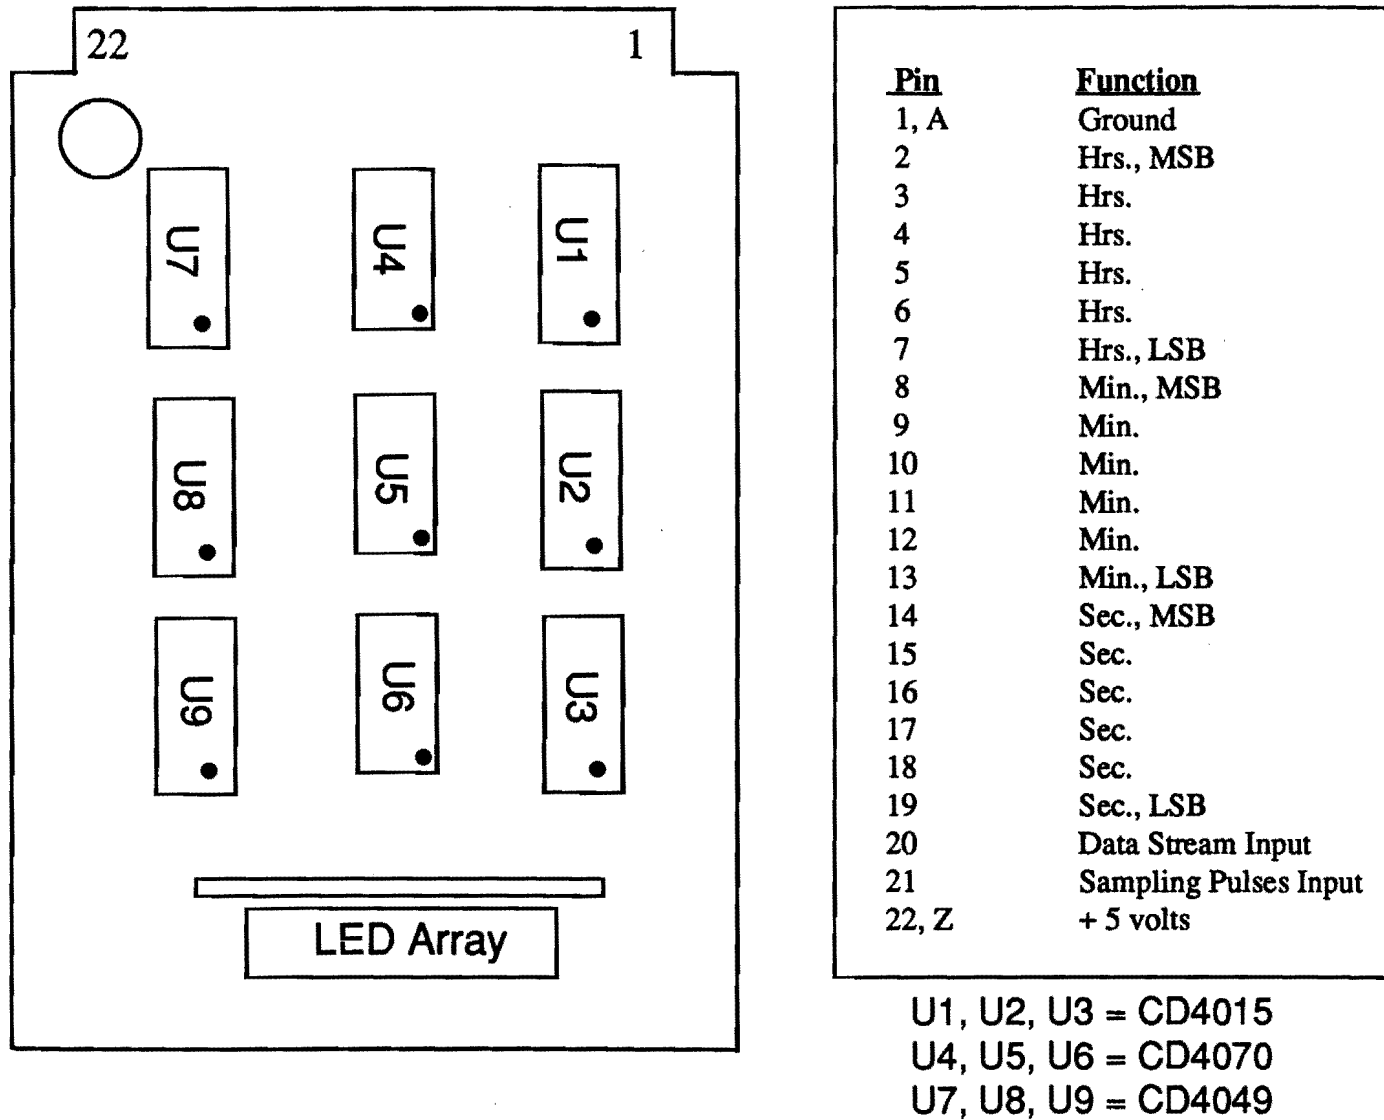 22 1
U7 U4 U1
U8 U5 U2
U9 U6 U3
LED Array
Pin Function
1, A Ground
2 Hrs., MSB
3 Hrs.
4 Hrs.
5 Hrs.
6 Hrs.
7 Hrs., LSB
8 Min., MSB
9 Min.
10 Min.
11 Min.
12 Min.
13 Min., LSB
14 Sec., MSB
15 Sec.
16 Sec.
17 Sec.
18 Sec.
19 Sec., LSB
20 Data Stream Input
21 Sampling Pulses Input
22, Z + 5 volts
U1, U2, U3 = CD4015
U4, U5, U6 = CD4070
U7, U8, U9 = CD4049